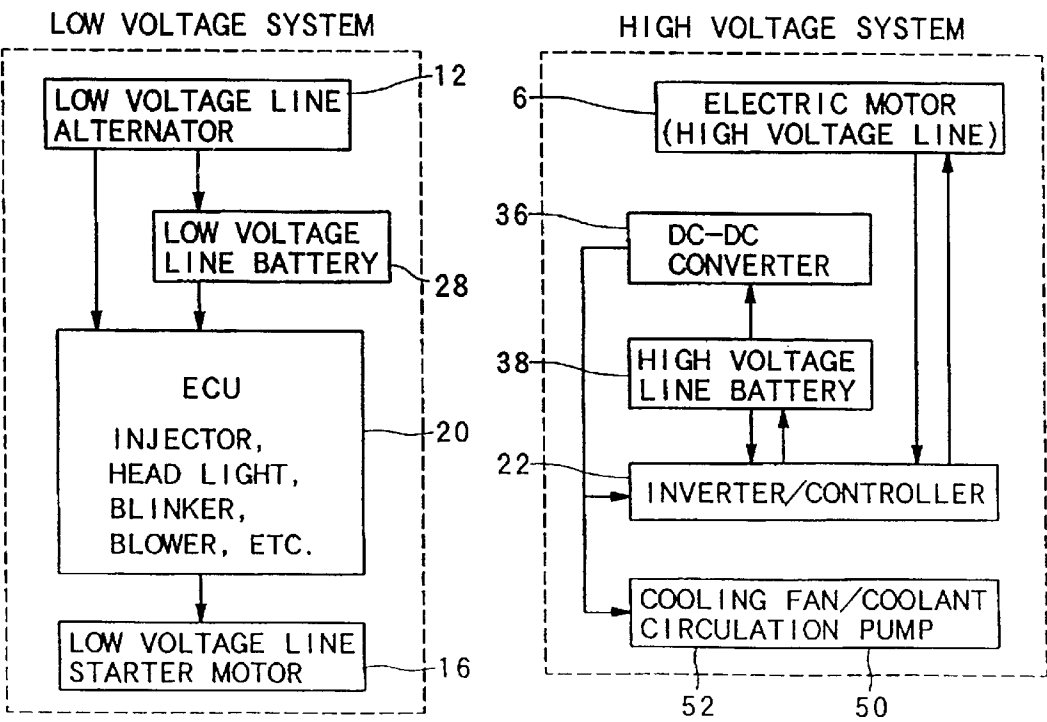 LOW VOLTAGE SYSTEM
12
LOW VOLTAGE LINE
ALTERNATOR
LOW VOLTAGE
LINE BATTERY
28
ECU
INJECTOR,
HEAD LIGHT,
BLINKER,
BLOWER, ETC.
20
LOW VOLTAGE LINE
STARTER MOTOR
16
HIGH VOLTAGE SYSTEM
6
ELECTRIC MOTOR
(HIGH VOLTAGE LINE)
36
DC-DC
CONVERTER
38
HIGH VOLTAGE
LINE BATTERY
22
INVERTER/CONTROLLER
COOLING FAN/COOLANT
CIRCULATION PUMP
52
50